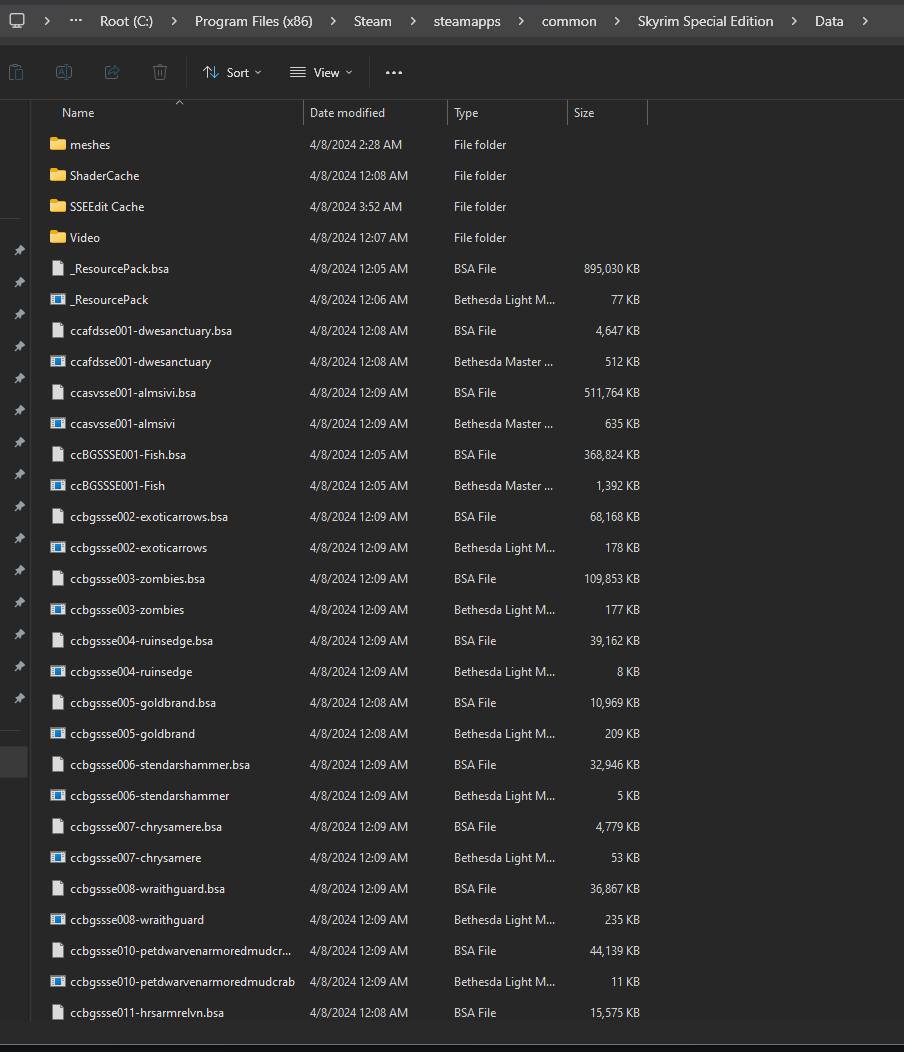 Root (C:) > Program Files (x86) > Steam > steamapps > common > Skyrim Special Edition > Data >
Sort View ...
Name Date modified Type Size
meshes 4/8/2024 2:28 AM File folder
ShaderCache 4/8/2024 12:08 AM File folder
SSEEdit Cache 4/8/2024 3:52 AM File folder
Video 4/8/2024 12:07 AM File folder
_ResourcePack.bsa 4/8/2024 12:05 AM BSA File 895,030 KB
_ResourcePack 4/8/2024 12:06 AM Bethesda Light M... 77 KB
ccafdsse001-dwesanctuary.bsa 4/8/2024 12:08 AM BSA File 4,647 KB
ccafdsse001-dwesanctuary 4/8/2024 12:08 AM Bethesda Master ... 512 KB
ccasvsse001-almsivi.bsa 4/8/2024 12:09 AM BSA File 511,764 KB
ccasvsse001-almsivi 4/8/2024 12:09 AM Bethesda Master ... 635 KB
ccBGSSSE001-Fish.bsa 4/8/2024 12:05 AM BSA File 368,824 KB
ccBGSSSE001-Fish 4/8/2024 12:05 AM Bethesda Master ... 1,392 KB
ccbgssse002-exoticarrows.bsa 4/8/2024 12:09 AM BSA File 68,168 KB
ccbgssse002-exoticarrows 4/8/2024 12:09 AM Bethesda Light M... 178 KB
ccbgssse003-zombies.bsa 4/8/2024 12:09 AM BSA File 109,853 KB
ccbgssse003-zombies 4/8/2024 12:09 AM Bethesda Light M... 177 KB
ccbgssse004-ruinsedge.bsa 4/8/2024 12:09 AM BSA File 39,162 KB
ccbgssse004-ruinsedge 4/8/2024 12:09 AM Bethesda Light M... 8 KB
ccbgssse005-goldbrand.bsa 4/8/2024 12:08 AM BSA File 10,969 KB
ccbgssse005-goldbrand 4/8/2024 12:08 AM Bethesda Light M... 209 KB
ccbgssse006-stendarshammer.bsa 4/8/2024 12:09 AM BSA File 32,946 KB
ccbgssse006-stendarshammer 4/8/2024 12:09 AM Bethesda Light M... 5 KB
ccbgssse007-chrysamere.bsa 4/8/2024 12:09 AM BSA File 4,779 KB
ccbgssse007-chrysamere 4/8/2024 12:09 AM Bethesda Light M... 53 KB
ccbgssse008-wraithguard.bsa 4/8/2024 12:09 AM BSA File 36,867 KB
ccbgssse008-wraithguard 4/8/2024 12:09 AM Bethesda Light M... 235 KB
ccbgssse010-petdwarvenarmoredmudcr... 4/8/2024 12:09 AM BSA File 44,139 KB
ccbgssse010-petdwarvenarmoredmudcrab 4/8/2024 12:09 AM Bethesda Light M... 11 KB
ccbgssse011-hrsarmrelvn.bsa 4/8/2024 12:08 AM BSA File 15,575 KB